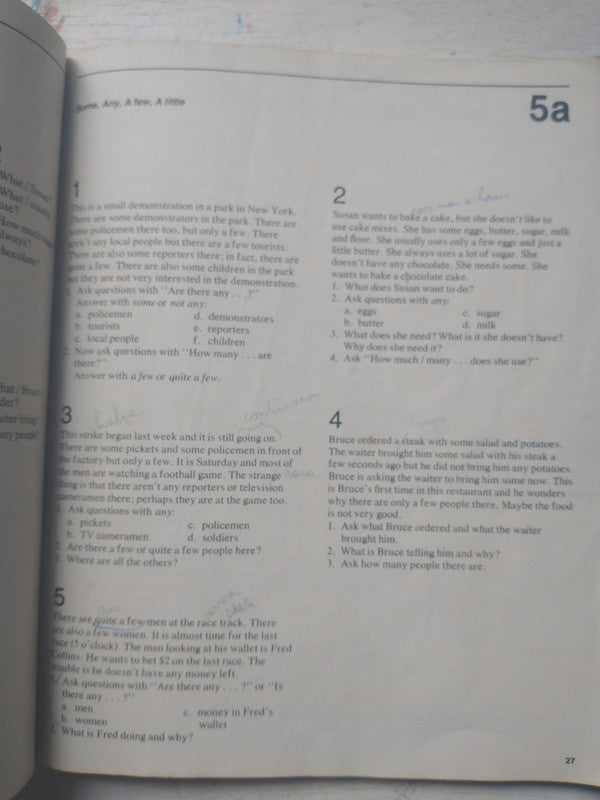 What / Susan
What / usually
use?
How much
always?
chocolate?
hat / Bruce
der?
aiter bring
any people
Some, Any, A few, A little
5a
1
This is a small demonstration in a park in New York.
There are some demonstrators in the park. There are
some policemen there too, but only a few. There
aren't any local people but there are a few tourists.
There are also some reporters there; in fact, there are
quite a few. There are also some children in the park
but they are not very interested in the demonstration.
1. Ask questions with "Are there any . . . ?"
Answer with some or not any:
a. policemen d. demonstrators
b. tourists e. reporters
c. local people f. children
2. Now ask questions with "How many . . . are
there?"
Answer with a few or quite a few.
2
Susan wants to bake a cake, but she doesn't like to
use cake mixes. She has some eggs, butter, sugar, milk
and flour. She usually uses only a few eggs and just a
little butter. She always uses a lot of sugar. She
doesn't have any chocolate. She needs some. She
wants to bake a chocolate cake.
1. What does Susan want to do?
2. Ask questions with any:
a. eggs c. sugar
b. butter d. milk
3. What does she need? What is it she doesn't have?
Why does she need it?
4. Ask "How much / many . . . does she use?"
3
huelga
continuacion
This strike began last week and it is still going on.
There are some pickets and some policemen in front of
the factory but only a few. It is Saturday and most of
the men are watching a football game. The strange rara
thing is that there aren't any reporters or television
cameramen there; perhaps they are at the game too.
1. Ask questions with any:
a. pickets c. policemen
b. TV cameramen d. soldiers
2. Are there a few or quite a few people here?
3. Where are all the others?
4
Bruce ordered a steak with some salad and potatoes.
The waiter brought him some salad with his steak a
few seconds ago but he did not bring him any potatoes.
Bruce is asking the waiter to bring him some now. This
is Bruce's first time in this restaurant and he wonders
why there are only a few people there. Maybe the food
is not very good.
1. Ask what Bruce ordered and what the waiter
brought him.
2. What is Bruce telling him and why?
3. Ask how many people there are.
5
There are quite a few men at the race track. There
are also a few women. It is almost time for the last
race (5 o'clock). The man looking at his wallet is Fred
Collins. He wants to bet $2 on the last race. The
trouble is he doesn't have any money left.
1. Ask questions with "Are there any . . . ?" or "Is
there any . . . ?"
a. men c. money in Fred's
b. women wallet
2. What is Fred doing and why?
27